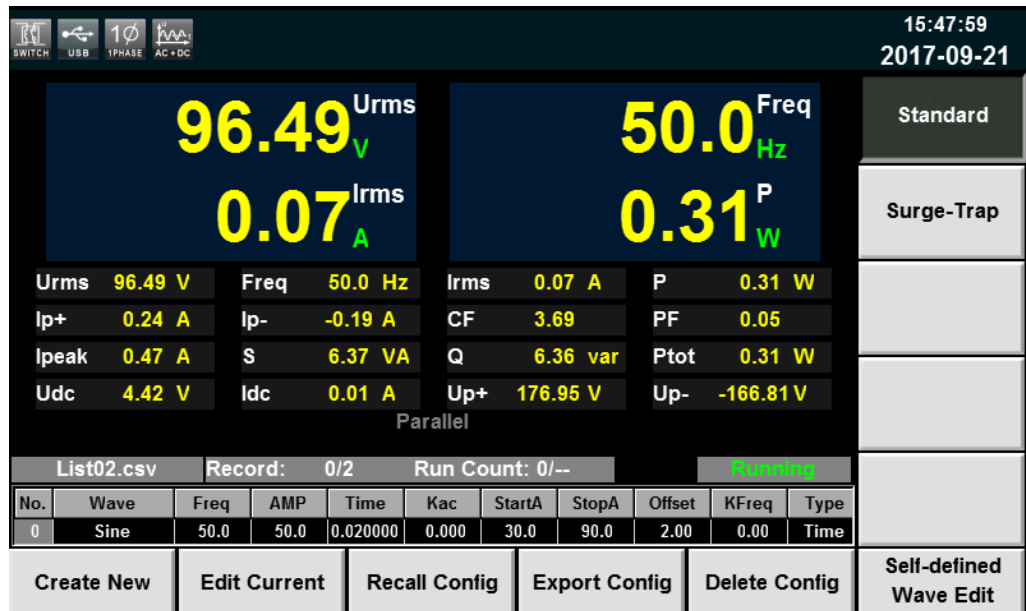 SWITCH USB 1Ø 1PHASE AC+DC U
15:47:59
2017-09-21
96.49 Urms V
50.0 Freq Hz
Standard
0.07 Irms A
0.31 P W
Surge-Trap
Urms 96.49 V Freq 50.0 Hz Irms 0.07 A P 0.31 W
Ip+ 0.24 A Ip- -0.19 A CF 3.69 PF 0.05
Ipeak 0.47 A S 6.37 VA Q 6.36 var Ptot 0.31 W
Udc 4.42 V Idc 0.01 A Up+ 176.95 V Up- -166.81 V
Parallel
List02.csv Record: 0/2 Run Count: 0/-- Running
No. Wave Freq AMP Time Kac StartA StopA Offset KFreq Type
0 Sine 50.0 50.0 0.020000 0.000 30.0 90.0 2.00 0.00 Time
Create New Edit Current Recall Config Export Config Delete Config Self-defined
Wave Edit